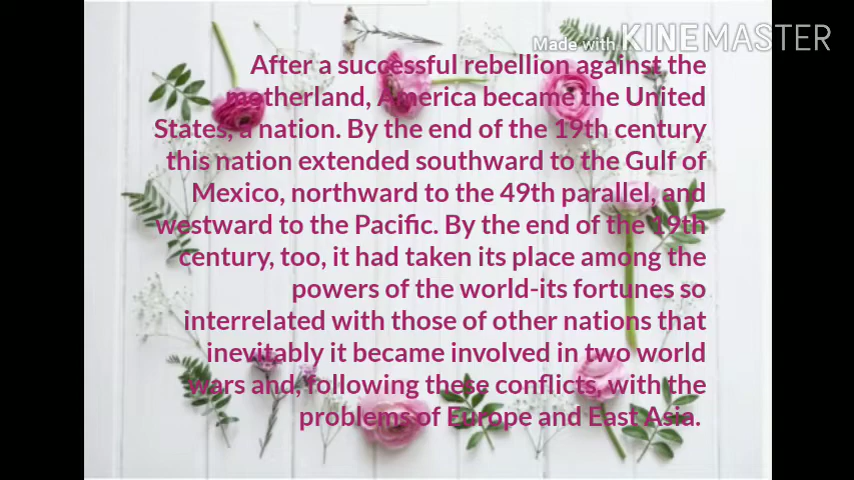 Made with KINEMASTER
After a successful rebellion against the
motherland, America became the United
States, a nation. By the end of the 19th century
this nation extended southward to the Gulf of
Mexico, northward to the 49th parallel, and
westward to the Pacific. By the end of the 19th
century, too, it had taken its place among the
powers of the world-its fortunes so
interrelated with those of other nations that
inevitably it became involved in two world
wars and, following these conflicts, with the
problems of Europe and East Asia.